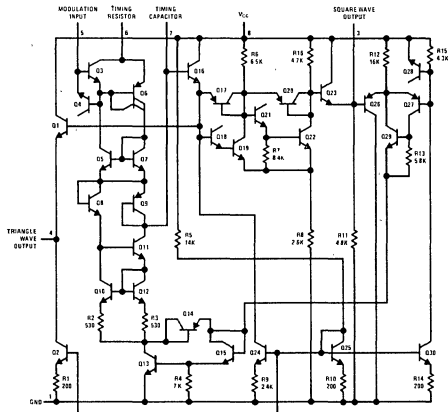 MODULATION INPUT
TIMING RESISTOR
TIMING CAPACITOR
VCC
SQUARE WAVE OUTPUT
5
6
7
8
3
Q3
Q6
Q16
R6 6.5K
R16 4.7K
Q23
R12 16K
Q28
R15 4.3K
Q4
Q17
Q20
Q26
Q27
Q1
Q21
Q18
Q22
Q29
Q5
Q7
Q19
R7 8.4K
R13 5.8K
Q8
Q9
TRIANGLE WAVE OUTPUT
4
Q11
R5 14K
R8 2.6K
R11 4.8K
Q10
Q12
R2 530
R3 530
Q14
Q2
Q13
Q15
Q24
Q25
Q30
R1 200
R4 7K
R9 2.4K
R10 200
R14 200
GND
1